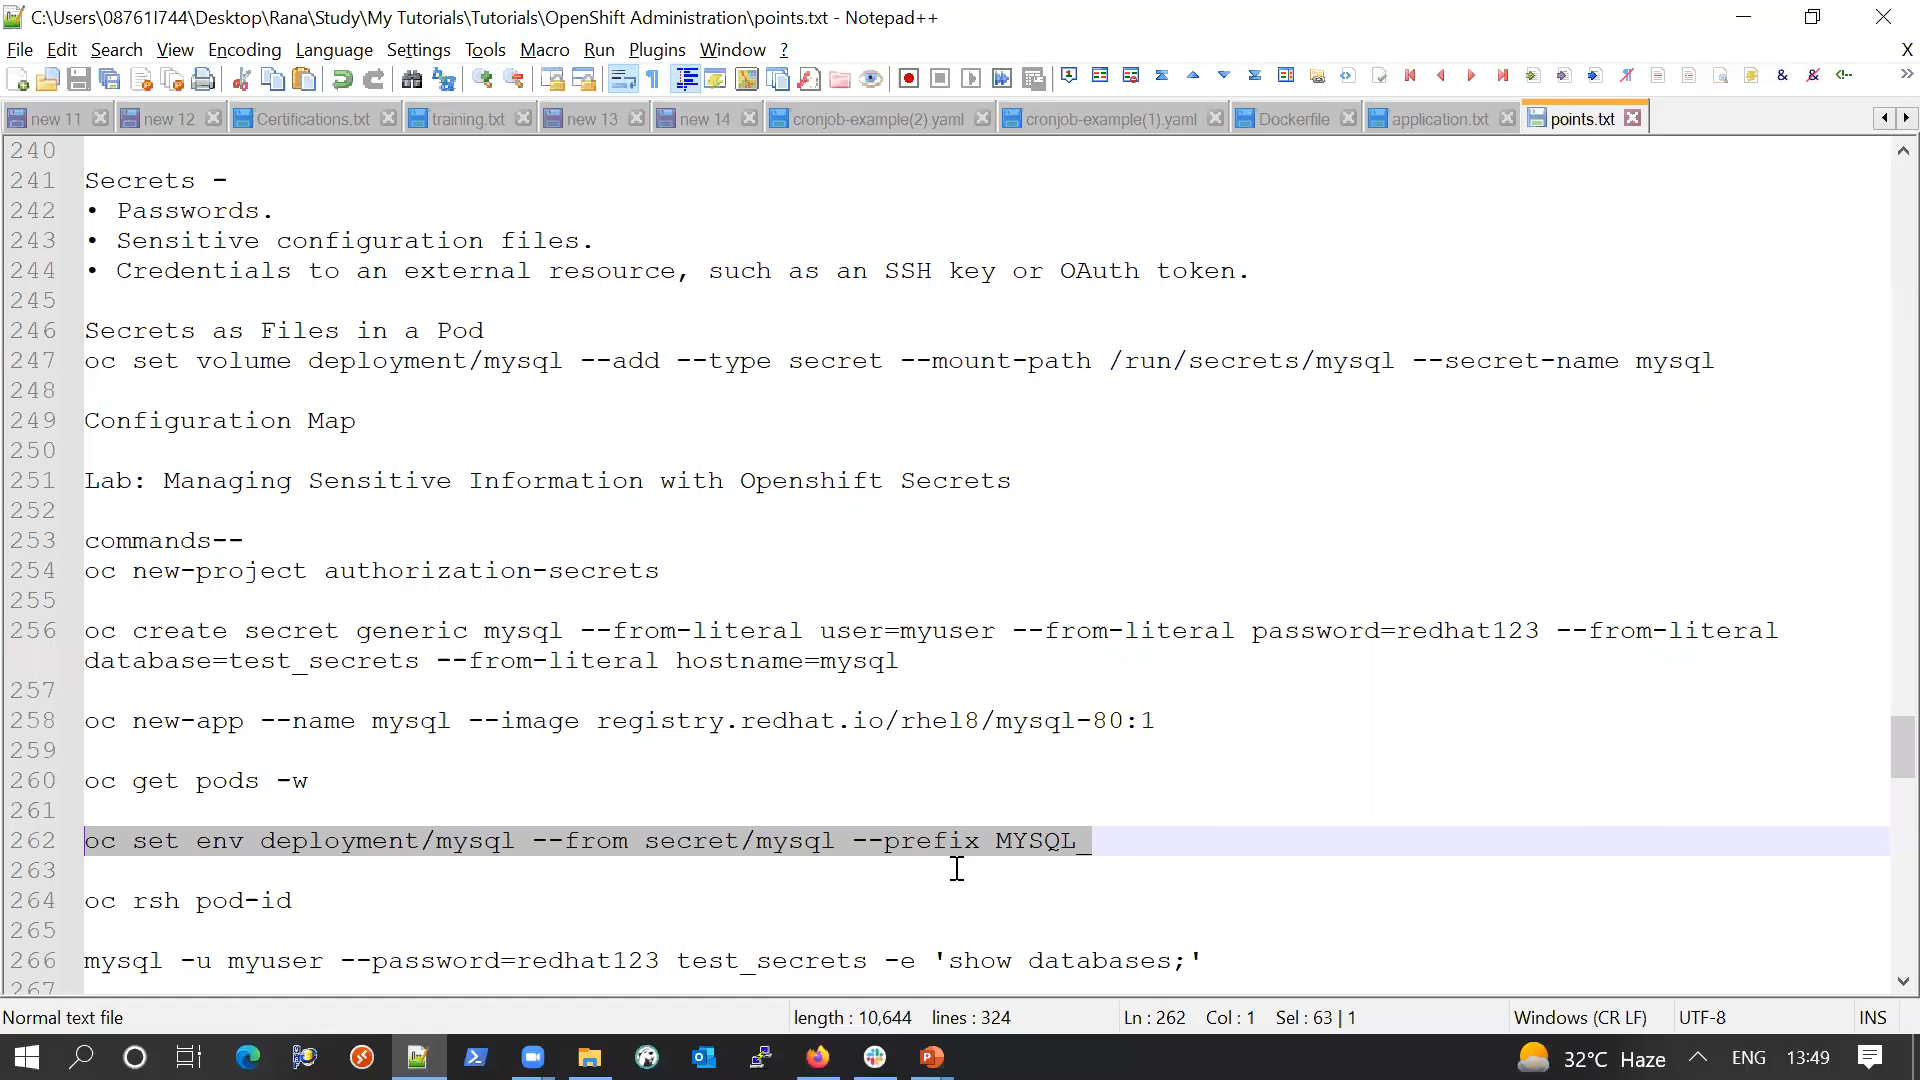 C:\Users\08761I744\Desktop\Rana\Study\My Tutorials\Tutorials\OpenShift Administration\points.txt - Notepad++
File Edit Search View Encoding Language Settings Tools Macro Run Plugins Window ? X
new 11 new 12 Certifications.txt training.txt new 13 new 14 cronjob-example(2).yaml cronjob-example(1).yaml Dockerfile application.txt points.txt
240
241 Secrets -
242 • Passwords.
243 • Sensitive configuration files.
244 • Credentials to an external resource, such as an SSH key or OAuth token.
245
246 Secrets as Files in a Pod
247 oc set volume deployment/mysql --add --type secret --mount-path /run/secrets/mysql --secret-name mysql
248
249 Configuration Map
250
251 Lab: Managing Sensitive Information with Openshift Secrets
252
253 commands--
254 oc new-project authorization-secrets
255
256 oc create secret generic mysql --from-literal user=myuser --from-literal password=redhat123 --from-literal
database=test_secrets --from-literal hostname=mysql
257
258 oc new-app --name mysql --image registry.redhat.io/rhel8/mysql-80:1
259
260 oc get pods -w
261
262 oc set env deployment/mysql --from secret/mysql --prefix MYSQL_
263
264 oc rsh pod-id
265
266 mysql -u myuser --password=redhat123 test_secrets -e 'show databases;'
267
Normal text file length : 10,644 lines : 324 Ln : 262 Col : 1 Sel : 63 | 1 Windows (CR LF) UTF-8 INS
32°C Haze ENG 13:49